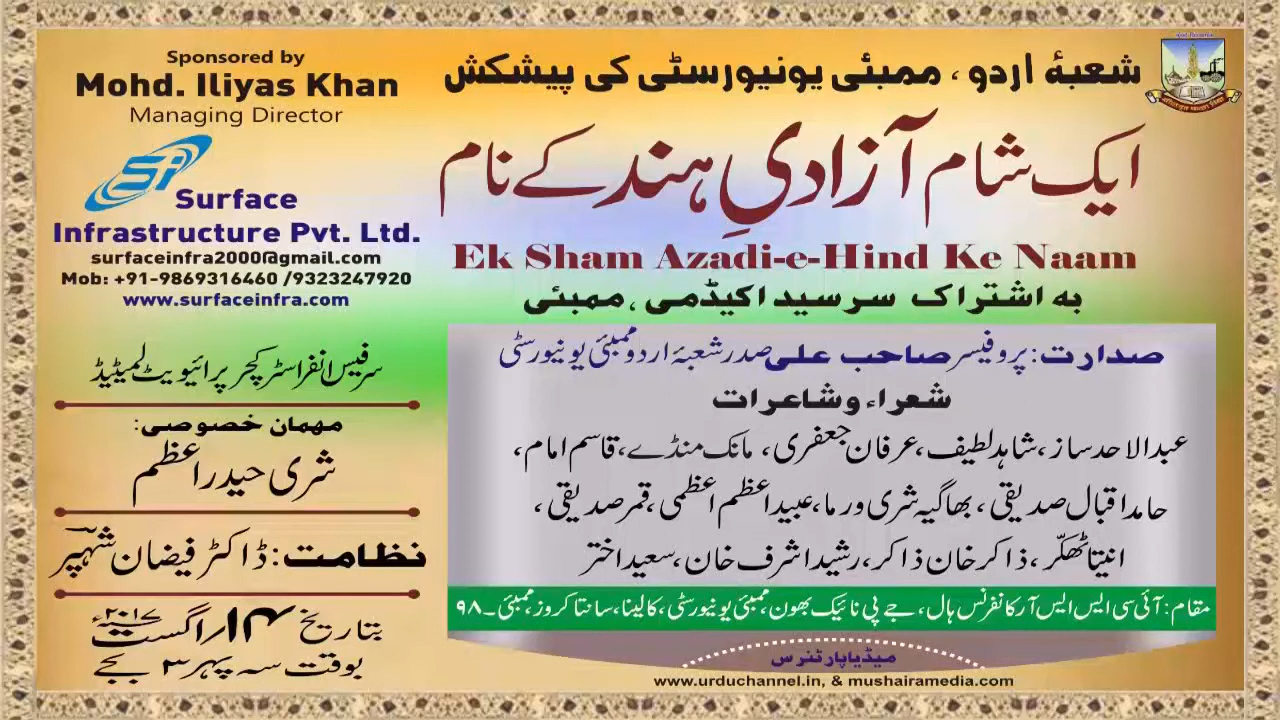 شعبۂ اردو ، ممبئی یونیورسٹی کی پیشکش
ایک شام آزادیِ ہند کے نام
Ek Sham Azadi-e-Hind Ke Naam
بہ اشتراک سرسید اکیڈمی ، ممبئی
صدارت: پروفیسر صاحب علی صدر شعبۂ اردو ممبئی یونیورسٹی
شعراء و شاعرات
عبدالاحد ساز، شاہد لطیف، عرفان جعفری، مانک منڈے، قاسم امام،
حامد اقبال صدیقی، بھاگیہ شری ورما، عبید اعظم اعظمی، قمر صدیقی،
انیتا ٹھکّر، ذاکر خان ذاکر، رشید اشرف خان، سعید اختر
مقام: آئی سی ایس ایس آر کانفرنس ہال، جے پی نائیک بھون، ممبئی یونیورسٹی، کالینا، سانتا کروز، ممبئی۔۹۸
میڈیا پارٹنرس
www.urduchannel.in, & mushairamedia.com
Sponsored by
Mohd. Iliyas Khan
Managing Director
Surface
Infrastructure Pvt. Ltd.
surfaceinfra2000@gmail.com
Mob: +91-9869316460 /9323247920
www.surfaceinfra.com
سرفیس انفراسٹرکچر پرائیویٹ لمیٹیڈ
مہمان خصوصی:
شری حیدر اعظم
نظامت: ڈاکٹر فیضان شہپرؔ
بتاریخ ۱۴/اگست ۲۰۱۷ء
بوقت سہ پہر ۳ بجے